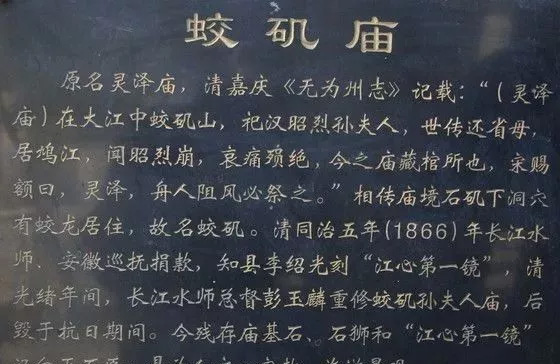 蛟矶庙
原名灵泽庙，清嘉庆《无为州志》记载：“（灵泽
庙）在大江中蛟矶山，祀汉昭烈孙夫人，世传还省母，
居鸠江，闻昭烈崩，哀痛殒绝，今之庙藏棺所也，宋赐
额曰，灵泽，舟人阻风必祭之。”相传庙境石矶下洞穴
有蛟龙居住，故名蛟矶。清同治五年(1866)年长江水
师、安徽巡抚捐款，知县李绍光刻“江心第一镜”，清
光绪年间，长江水师总督彭玉麟重修蛟矶孙夫人庙，后
毁于抗日期间。今残存庙基石、石狮和“江心第一镜”